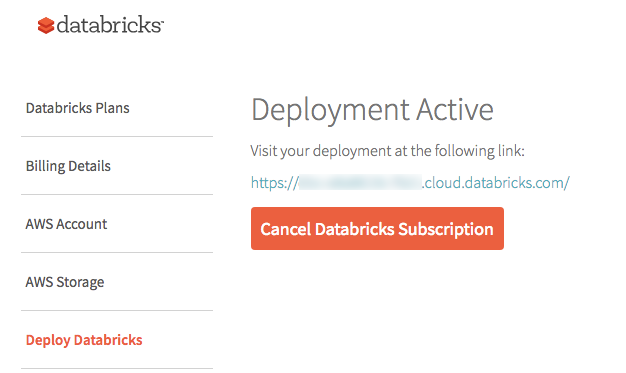 databricks
Databricks Plans
Billing Details
AWS Account
AWS Storage
Deploy Databricks
Deployment Active
Visit your deployment at the following link:
https:// .cloud.databricks.com/
Cancel Databricks Subscription